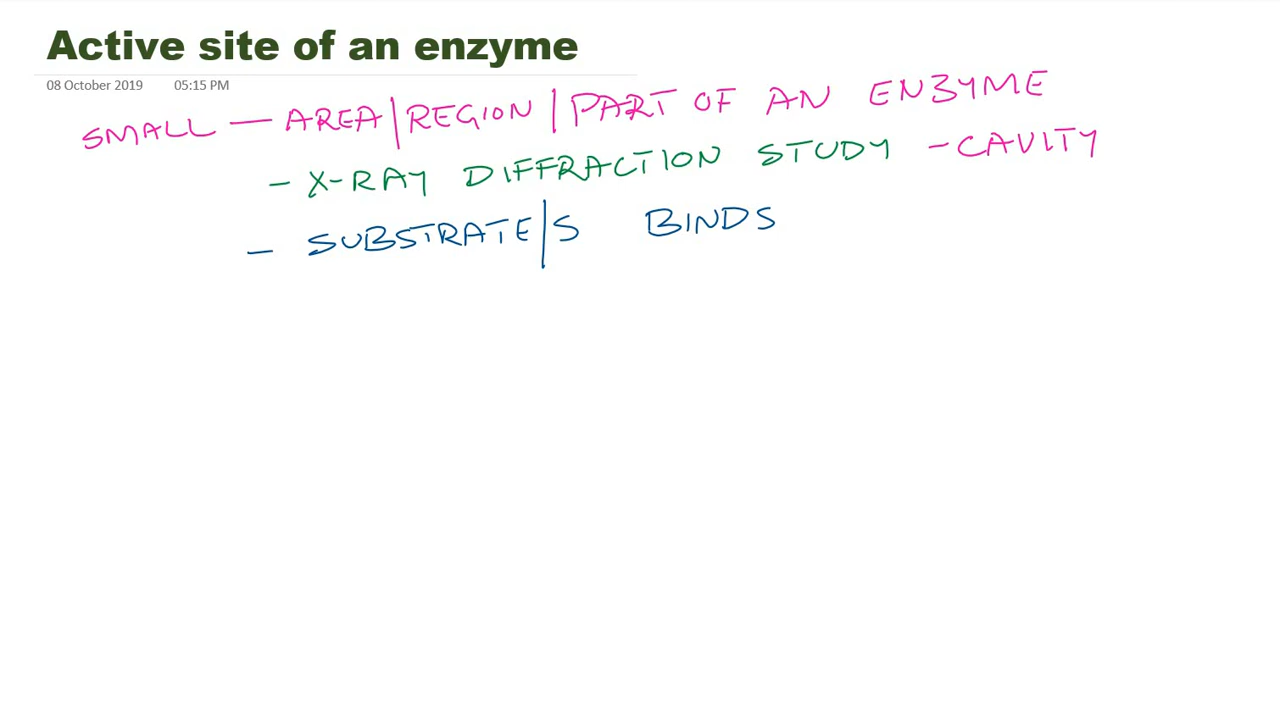 Active site of an enzyme
08 October 2019 05:15 PM
SMALL — AREA|REGION|PART OF AN ENZYME
- X-RAY DIFFRACTION STUDY - CAVITY
- SUBSTRATE|S BINDS